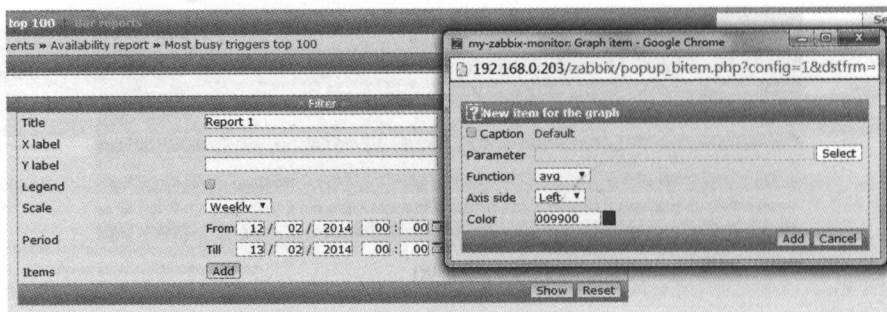 top 100 Bar reports
Se
vents » Availability report » Most busy triggers top 100
Filter
Title Report 1
X label
Y label
Legend
Scale Weekly
Period From 12 / 02 / 2014 00 : 00
Till 13 / 02 / 2014 00 : 00
Items Add
Show Reset
my-zabbix-monitor: Graph item - Google Chrome
192.168.0.203/zabbix/popup_bitem.php?config=1&dstfrm=
? New item for the graph
Caption Default
Parameter Select
Function avg
Axis side Left
Color 009900
Add Cancel